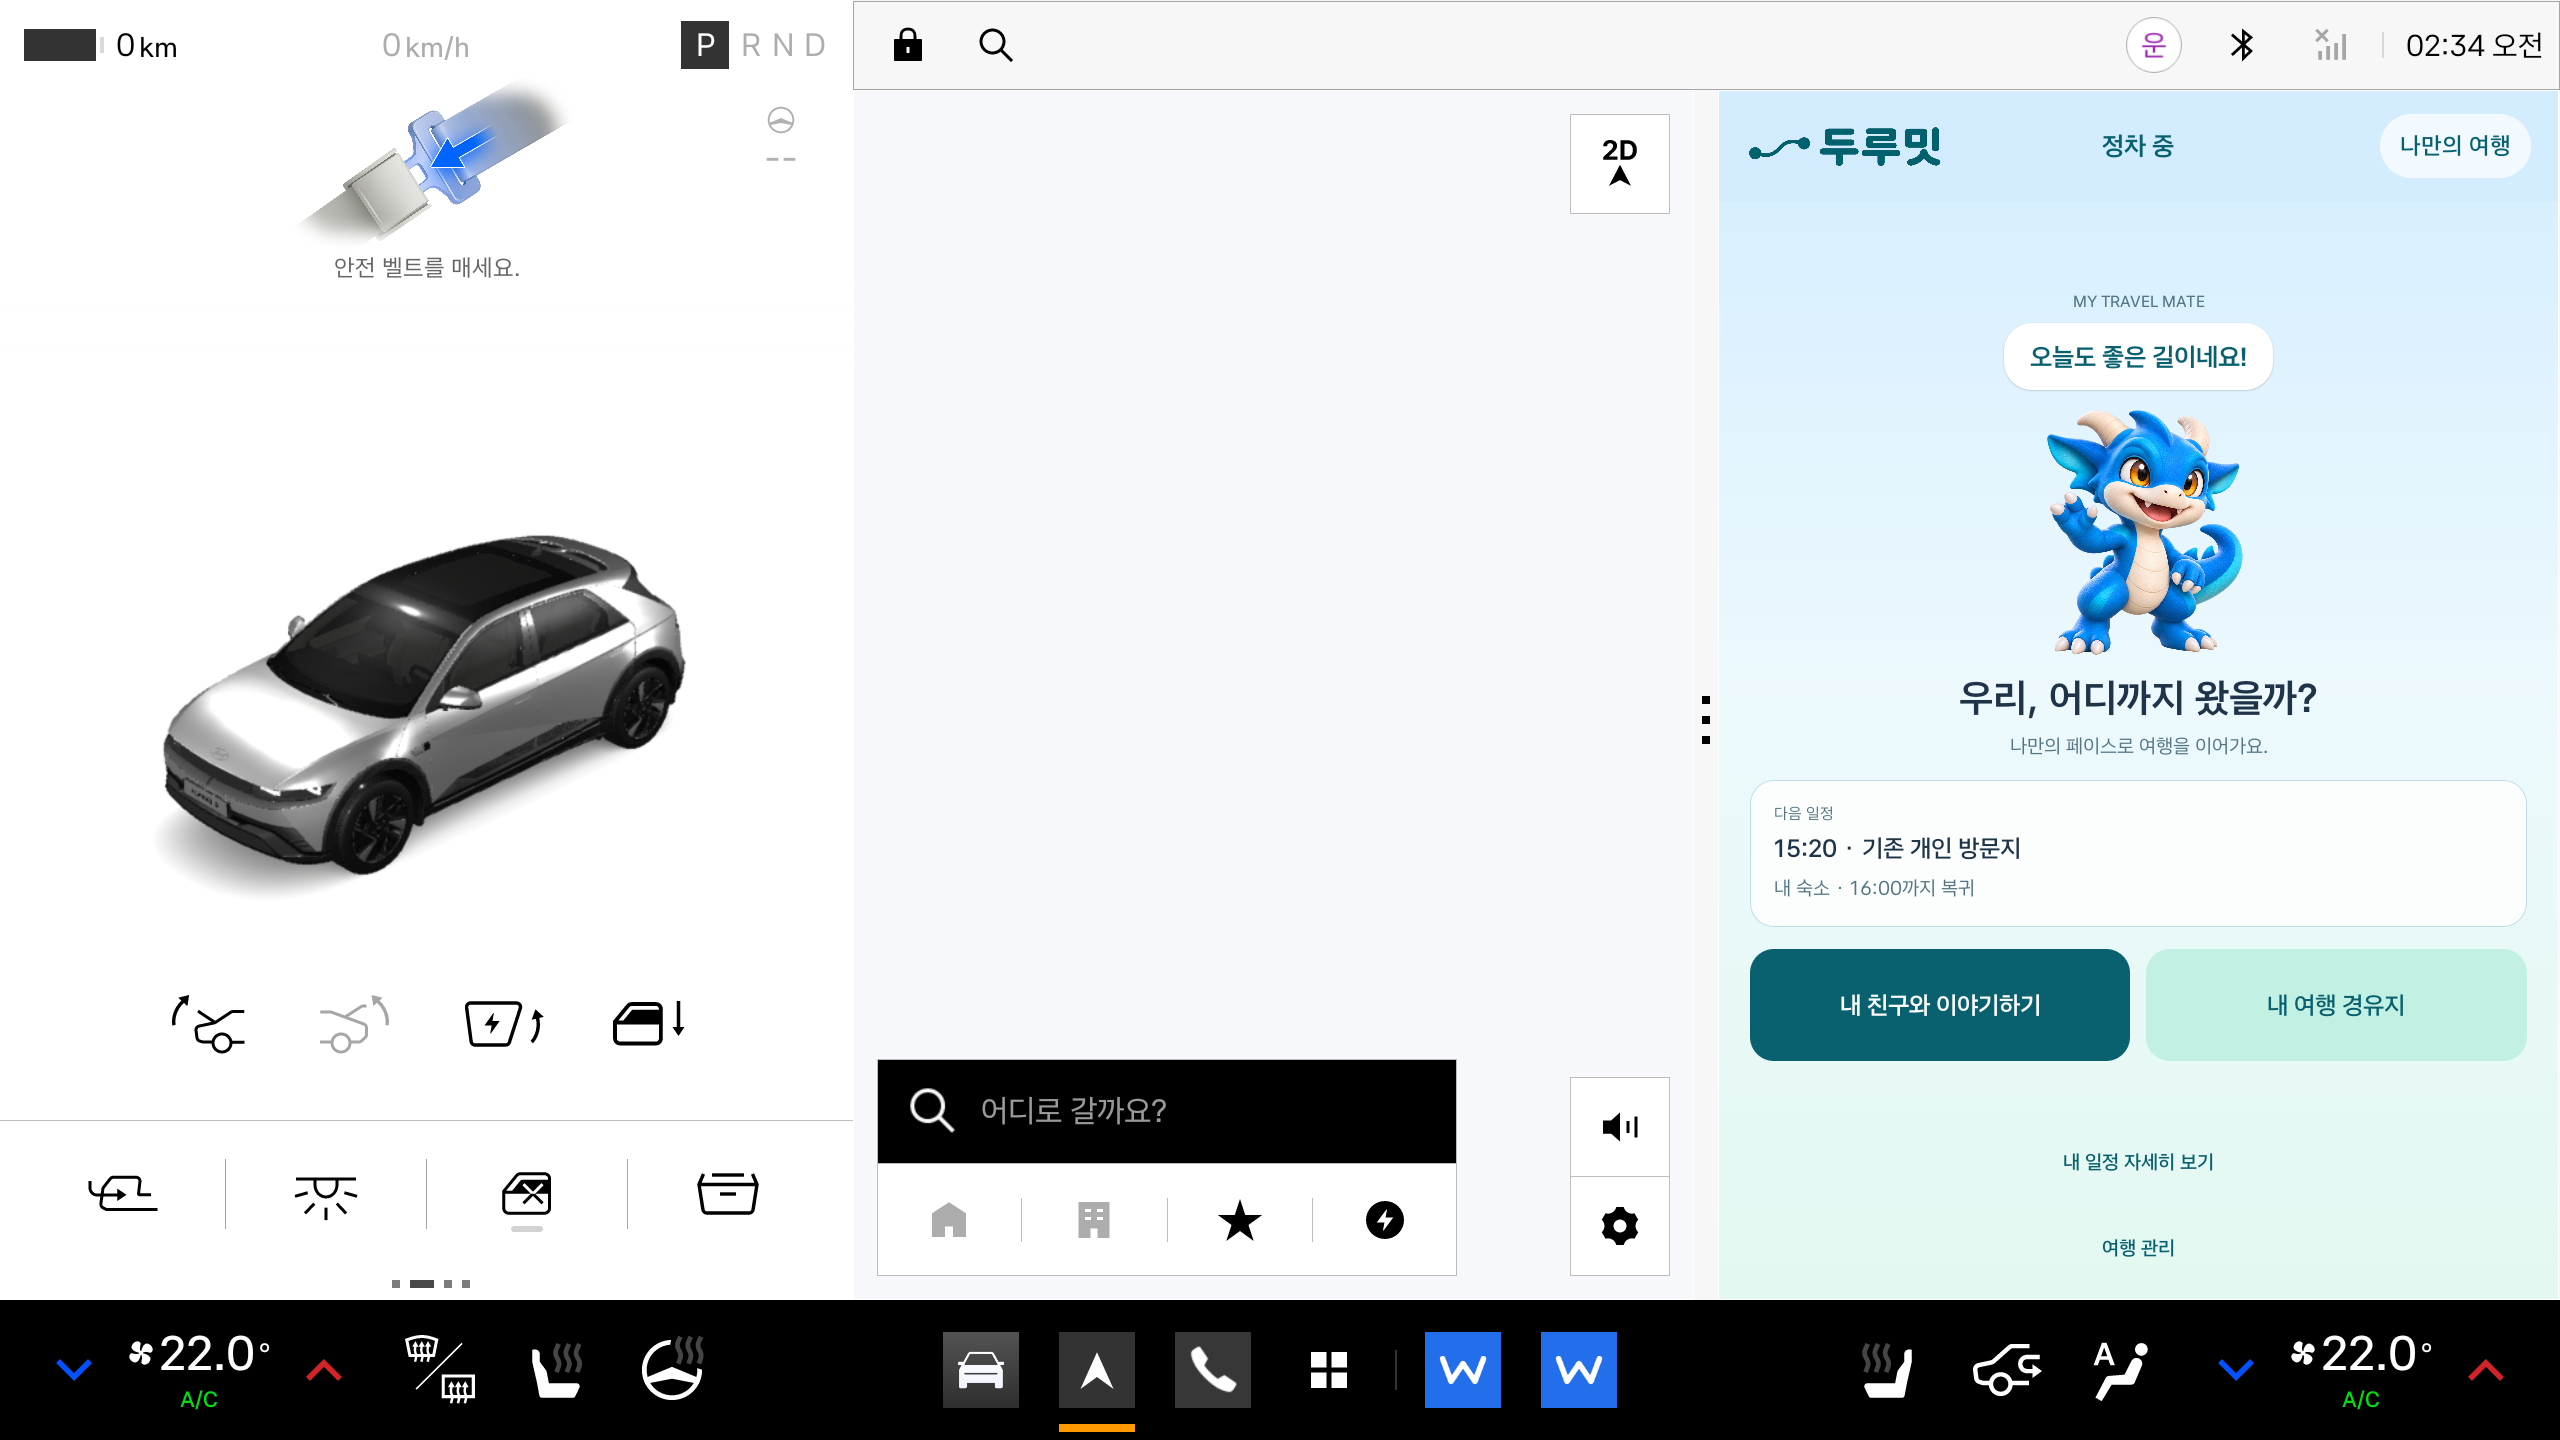 0 km
0 km/h
P R N D
안전 벨트를 매세요.
운
02:34 오전
2D
어디로 갈까요?
두루밋
정차 중
나만의 여행
MY TRAVEL MATE
오늘도 좋은 길이네요!
우리, 어디까지 왔을까?
나만의 페이스로 여행을 이어가요.
다음 일정
15:20 · 기존 개인 방문지
내 숙소 · 16:00까지 복귀
내 친구와 이야기하기
내 여행 경유지
내 일정 자세히 보기
여행 관리
22.0°
A/C
A
22.0°
A/C